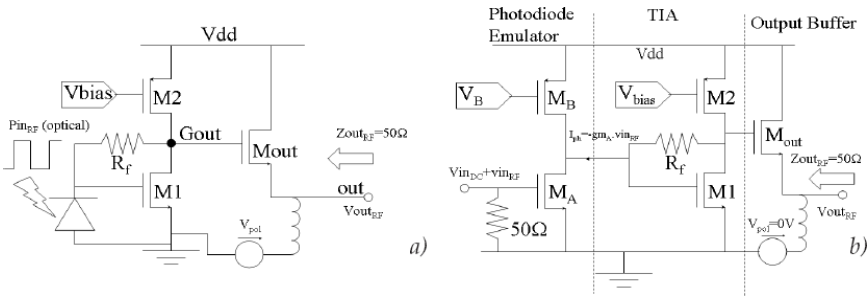 Vdd
Vbias
M2
Pin_RF (optical)
Gout
Zout_RF=50Ω
R_f
Mout
M1
out
Vout_RF
V_pol
a)
Photodiode
Emulator
TIA
Output Buffer
Vdd
V_B
M_B
V_bias
M2
I_ph=-gm_A.vin_RF
M_out
Vin_DC+vin_RF
R_f
Zout_RF=50Ω
M_A
M1
50Ω
V_pol=0V
Vout_RF
b)